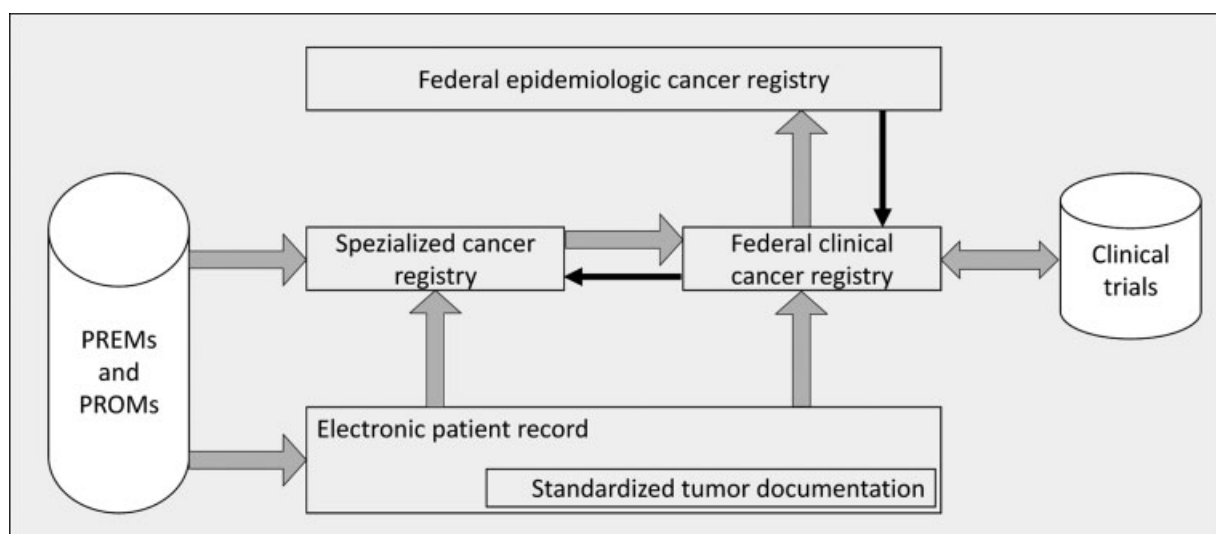 Federal epidemiologic cancer registry
Spezialized cancer
registry
Federal clinical
cancer registry
Clinical
trials
PREMs
and
PROMs
Electronic patient record
Standardized tumor documentation